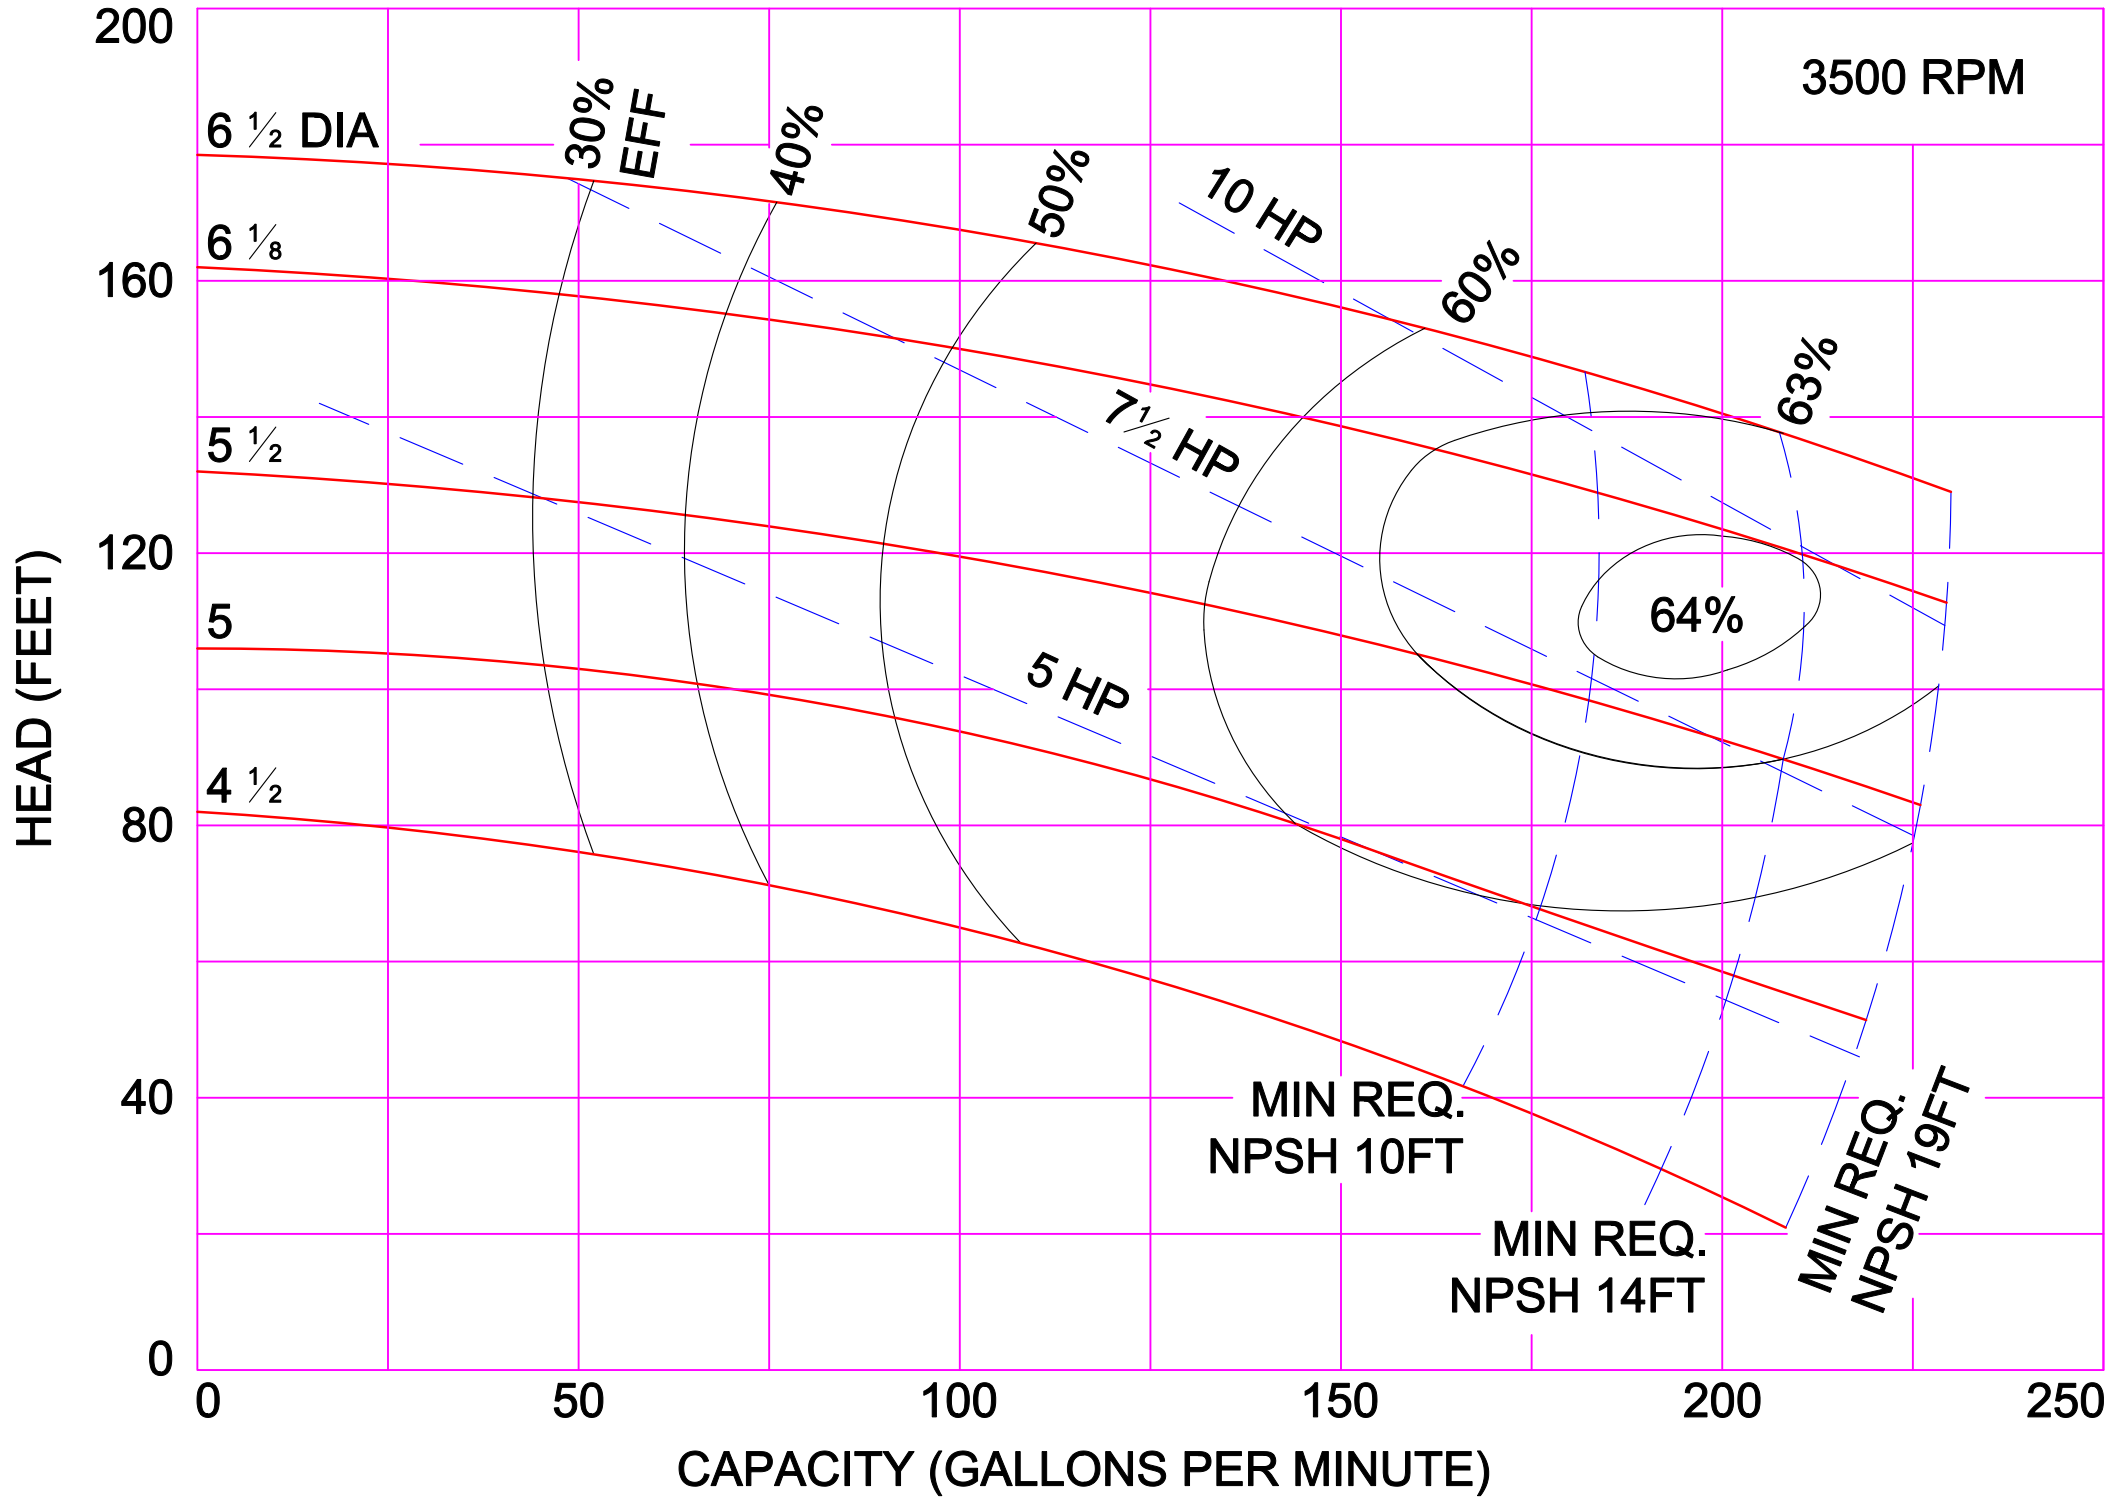 200
3500 RPM
6 ½ DIA
30%
EFF
40%
50%
10 HP
6 ⅛
60%
160
63%
7½ HP
5 ½
120
64%
5
5 HP
4 ½
80
HEAD (FEET)
40
MIN REQ.
NPSH 10FT
MIN REQ.
NPSH 14FT
MIN REQ.
NPSH 19FT
0
0
50
100
150
200
250
CAPACITY (GALLONS PER MINUTE)